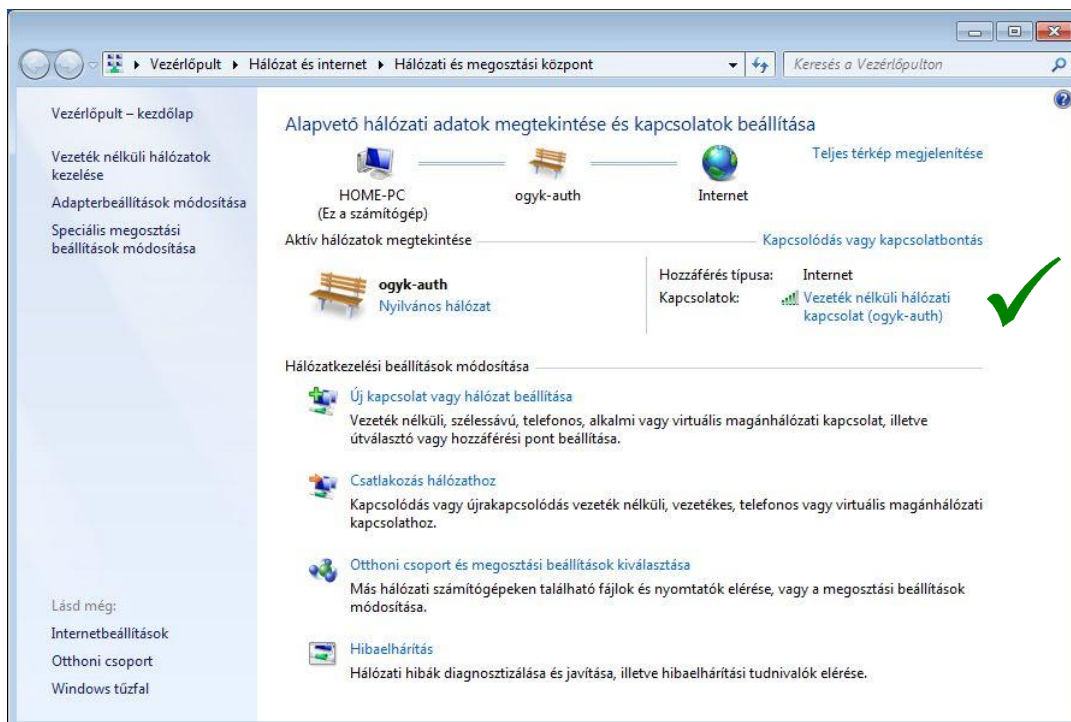 Vezérlőpult ▸ Hálózat és internet ▸ Hálózati és megosztási központ
Keresés a Vezérlőpulton
Vezérlőpult – kezdőlap
Vezeték nélküli hálózatok
kezelése
Adapterbeállítások módosítása
Speciális megosztási
beállítások módosítása
Lásd még:
Internetbeállítások
Otthoni csoport
Windows tűzfal
Alapvető hálózati adatok megtekintése és kapcsolatok beállítása
Teljes térkép megjelenítése
HOME-PC
(Ez a számítógép)
ogyk-auth
Internet
Aktív hálózatok megtekintése
Kapcsolódás vagy kapcsolatbontás
ogyk-auth
Nyilvános hálózat
Hozzáférés típusa: Internet
Kapcsolatok: Vezeték nélküli hálózati
kapcsolat (ogyk-auth)
Hálózatkezelési beállítások módosítása
Új kapcsolat vagy hálózat beállítása
Vezeték nélküli, szélessávú, telefonos, alkalmi vagy virtuális magánhálózati kapcsolat, illetve
útválasztó vagy hozzáférési pont beállítása.
Csatlakozás hálózathoz
Kapcsolódás vagy újrakapcsolódás vezeték nélküli, vezetékes, telefonos vagy virtuális magánhálózati
kapcsolathoz.
Otthoni csoport és megosztási beállítások kiválasztása
Más hálózati számítógépeken található fájlok és nyomtatók elérése, vagy a megosztási beállítások
módosítása.
Hibaelhárítás
Hálózati hibák diagnosztizálása és javítása, illetve hibaelhárítási tudnivalók elérése.